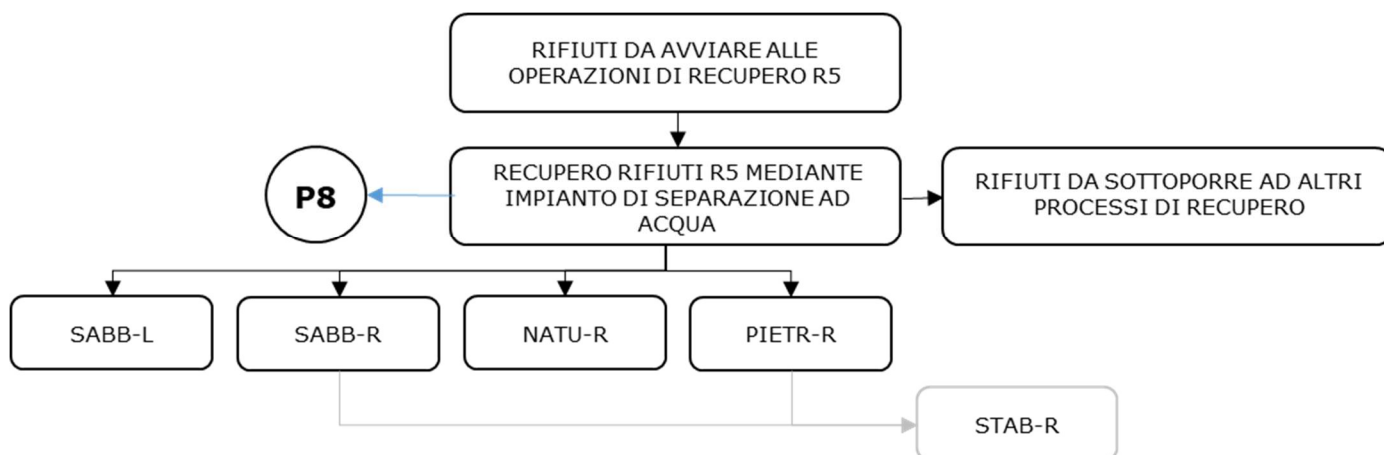 RIFIUTI DA AVVIARE ALLE
OPERAZIONI DI RECUPERO R5
P8
RECUPERO RIFIUTI R5 MEDIANTE
IMPIANTO DI SEPARAZIONE AD
ACQUA
RIFIUTI DA SOTTOPORRE AD ALTRI
PROCESSI DI RECUPERO
SABB-L
SABB-R
NATU-R
PIETR-R
STAB-R